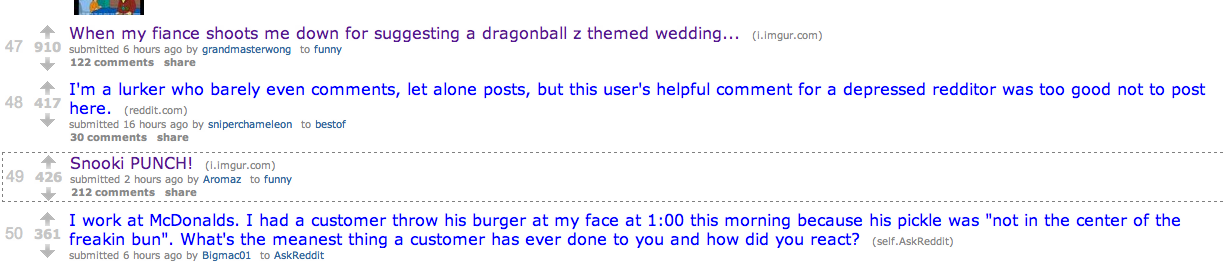 47 910 When my fiance shoots me down for suggesting a dragonball z themed wedding... (i.imgur.com)
submitted 6 hours ago by grandmasterwong to funny
122 comments share
48 417 I'm a lurker who barely even comments, let alone posts, but this user's helpful comment for a depressed redditor was too good not to post
here. (reddit.com)
submitted 16 hours ago by sniperchameleon to bestof
30 comments share
49 426 Snooki PUNCH! (i.imgur.com)
submitted 2 hours ago by Aromaz to funny
212 comments share
50 361 I work at McDonalds. I had a customer throw his burger at my face at 1:00 this morning because his pickle was "not in the center of the
freakin bun". What's the meanest thing a customer has ever done to you and how did you react? (self.AskReddit)
submitted 6 hours ago by Bigmac01 to AskReddit